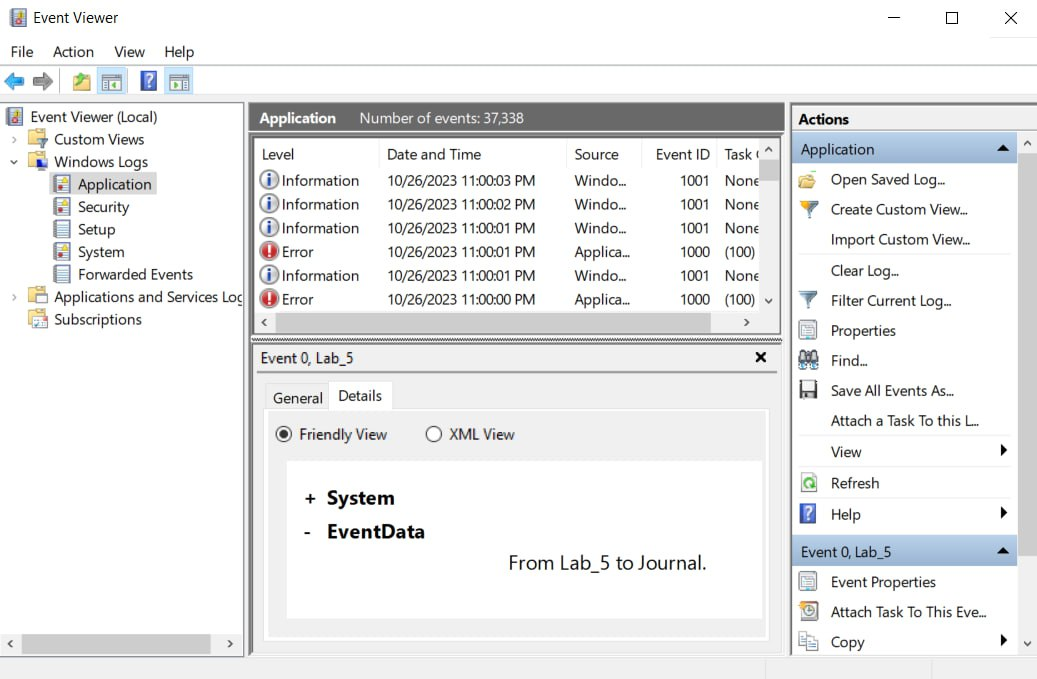 Event Viewer
File Action View Help
Event Viewer (Local)
Custom Views
Windows Logs
Application
Security
Setup
System
Forwarded Events
Applications and Services Log
Subscriptions
Application Number of events: 37,338
Level Date and Time Source Event ID Task C
Information 10/26/2023 11:00:03 PM Windo... 1001 None
Information 10/26/2023 11:00:02 PM Windo... 1001 None
Information 10/26/2023 11:00:01 PM Windo... 1001 None
Error 10/26/2023 11:00:01 PM Applica... 1000 (100)
Information 10/26/2023 11:00:01 PM Windo... 1001 None
Error 10/26/2023 11:00:00 PM Applica... 1000 (100)
Event 0, Lab_5
General Details
Friendly View XML View
+ System
- EventData
From Lab_5 to Journal.
Actions
Application
Open Saved Log...
Create Custom View...
Import Custom View...
Clear Log...
Filter Current Log...
Properties
Find...
Save All Events As...
Attach a Task To this L...
View
Refresh
Help
Event 0, Lab_5
Event Properties
Attach Task To This Eve...
Copy